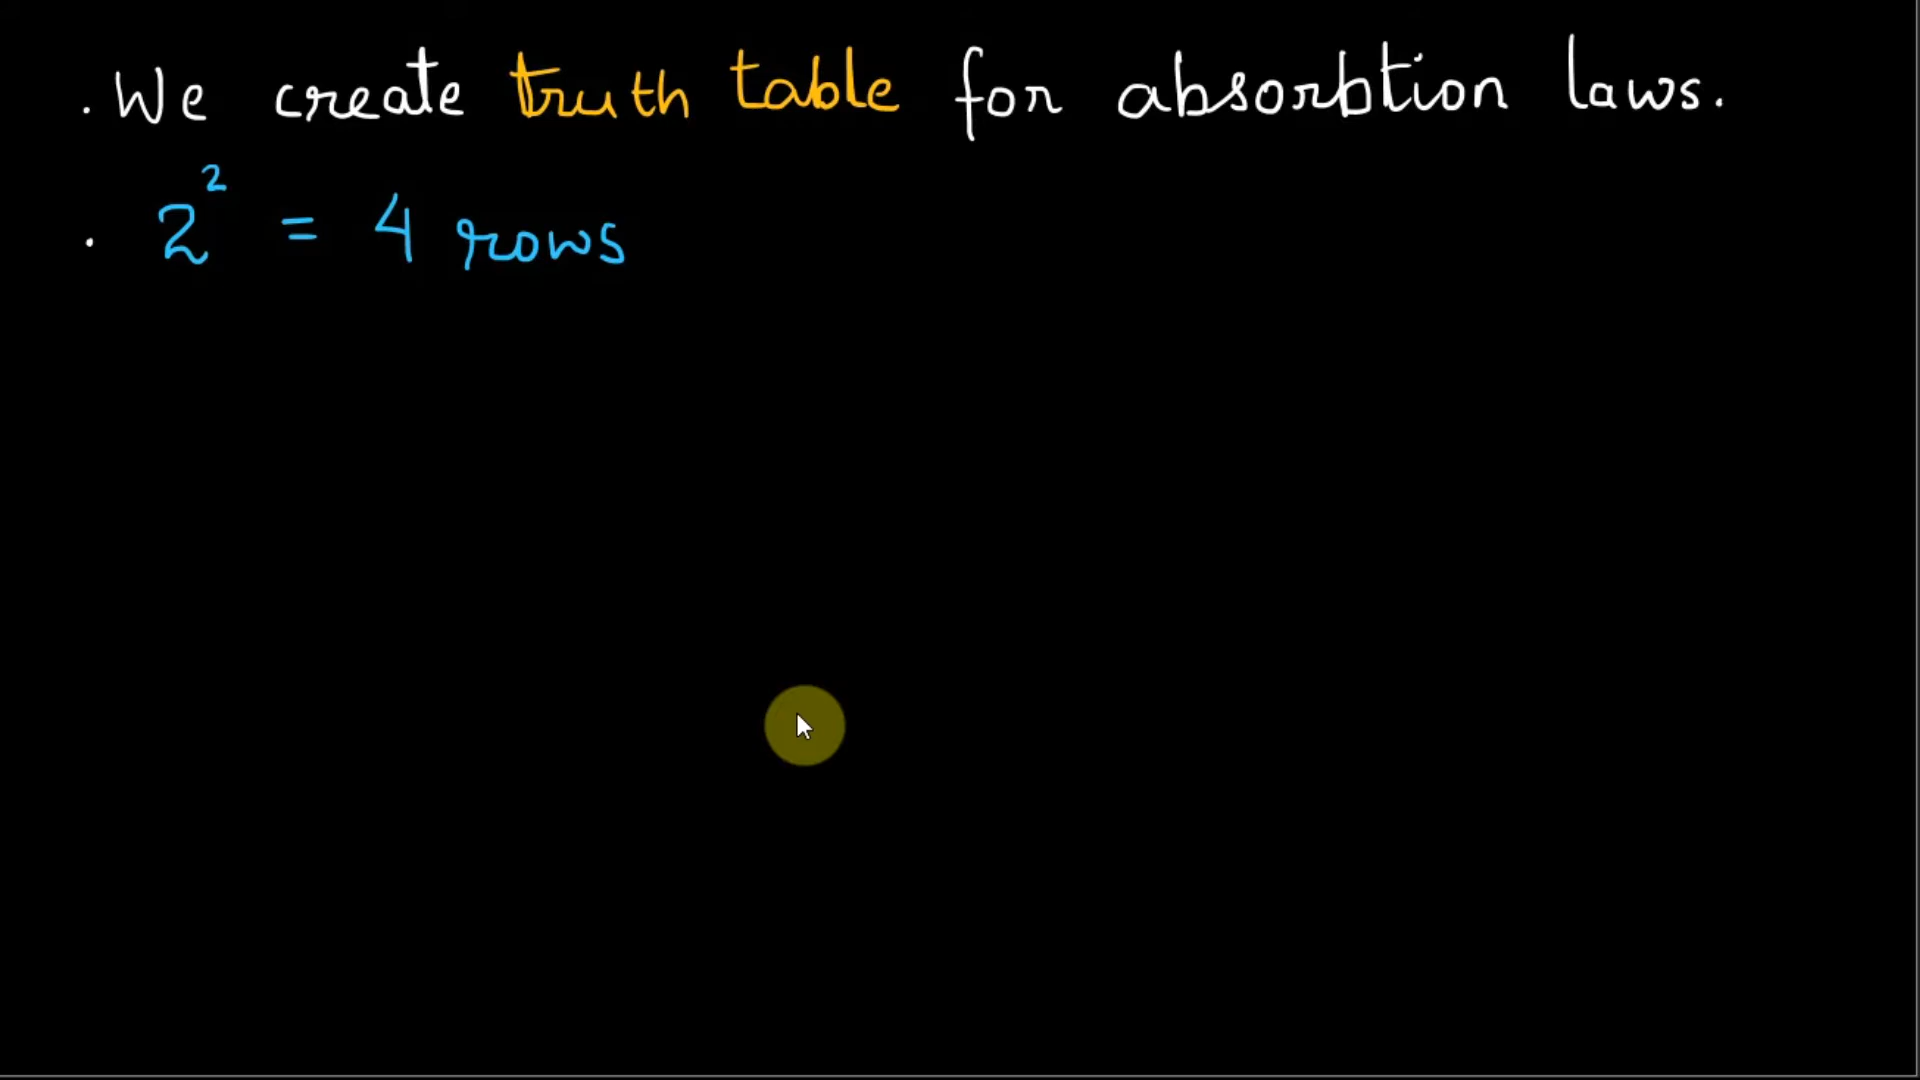 . We create truth table for absorbtion laws.
. 2² = 4 rows